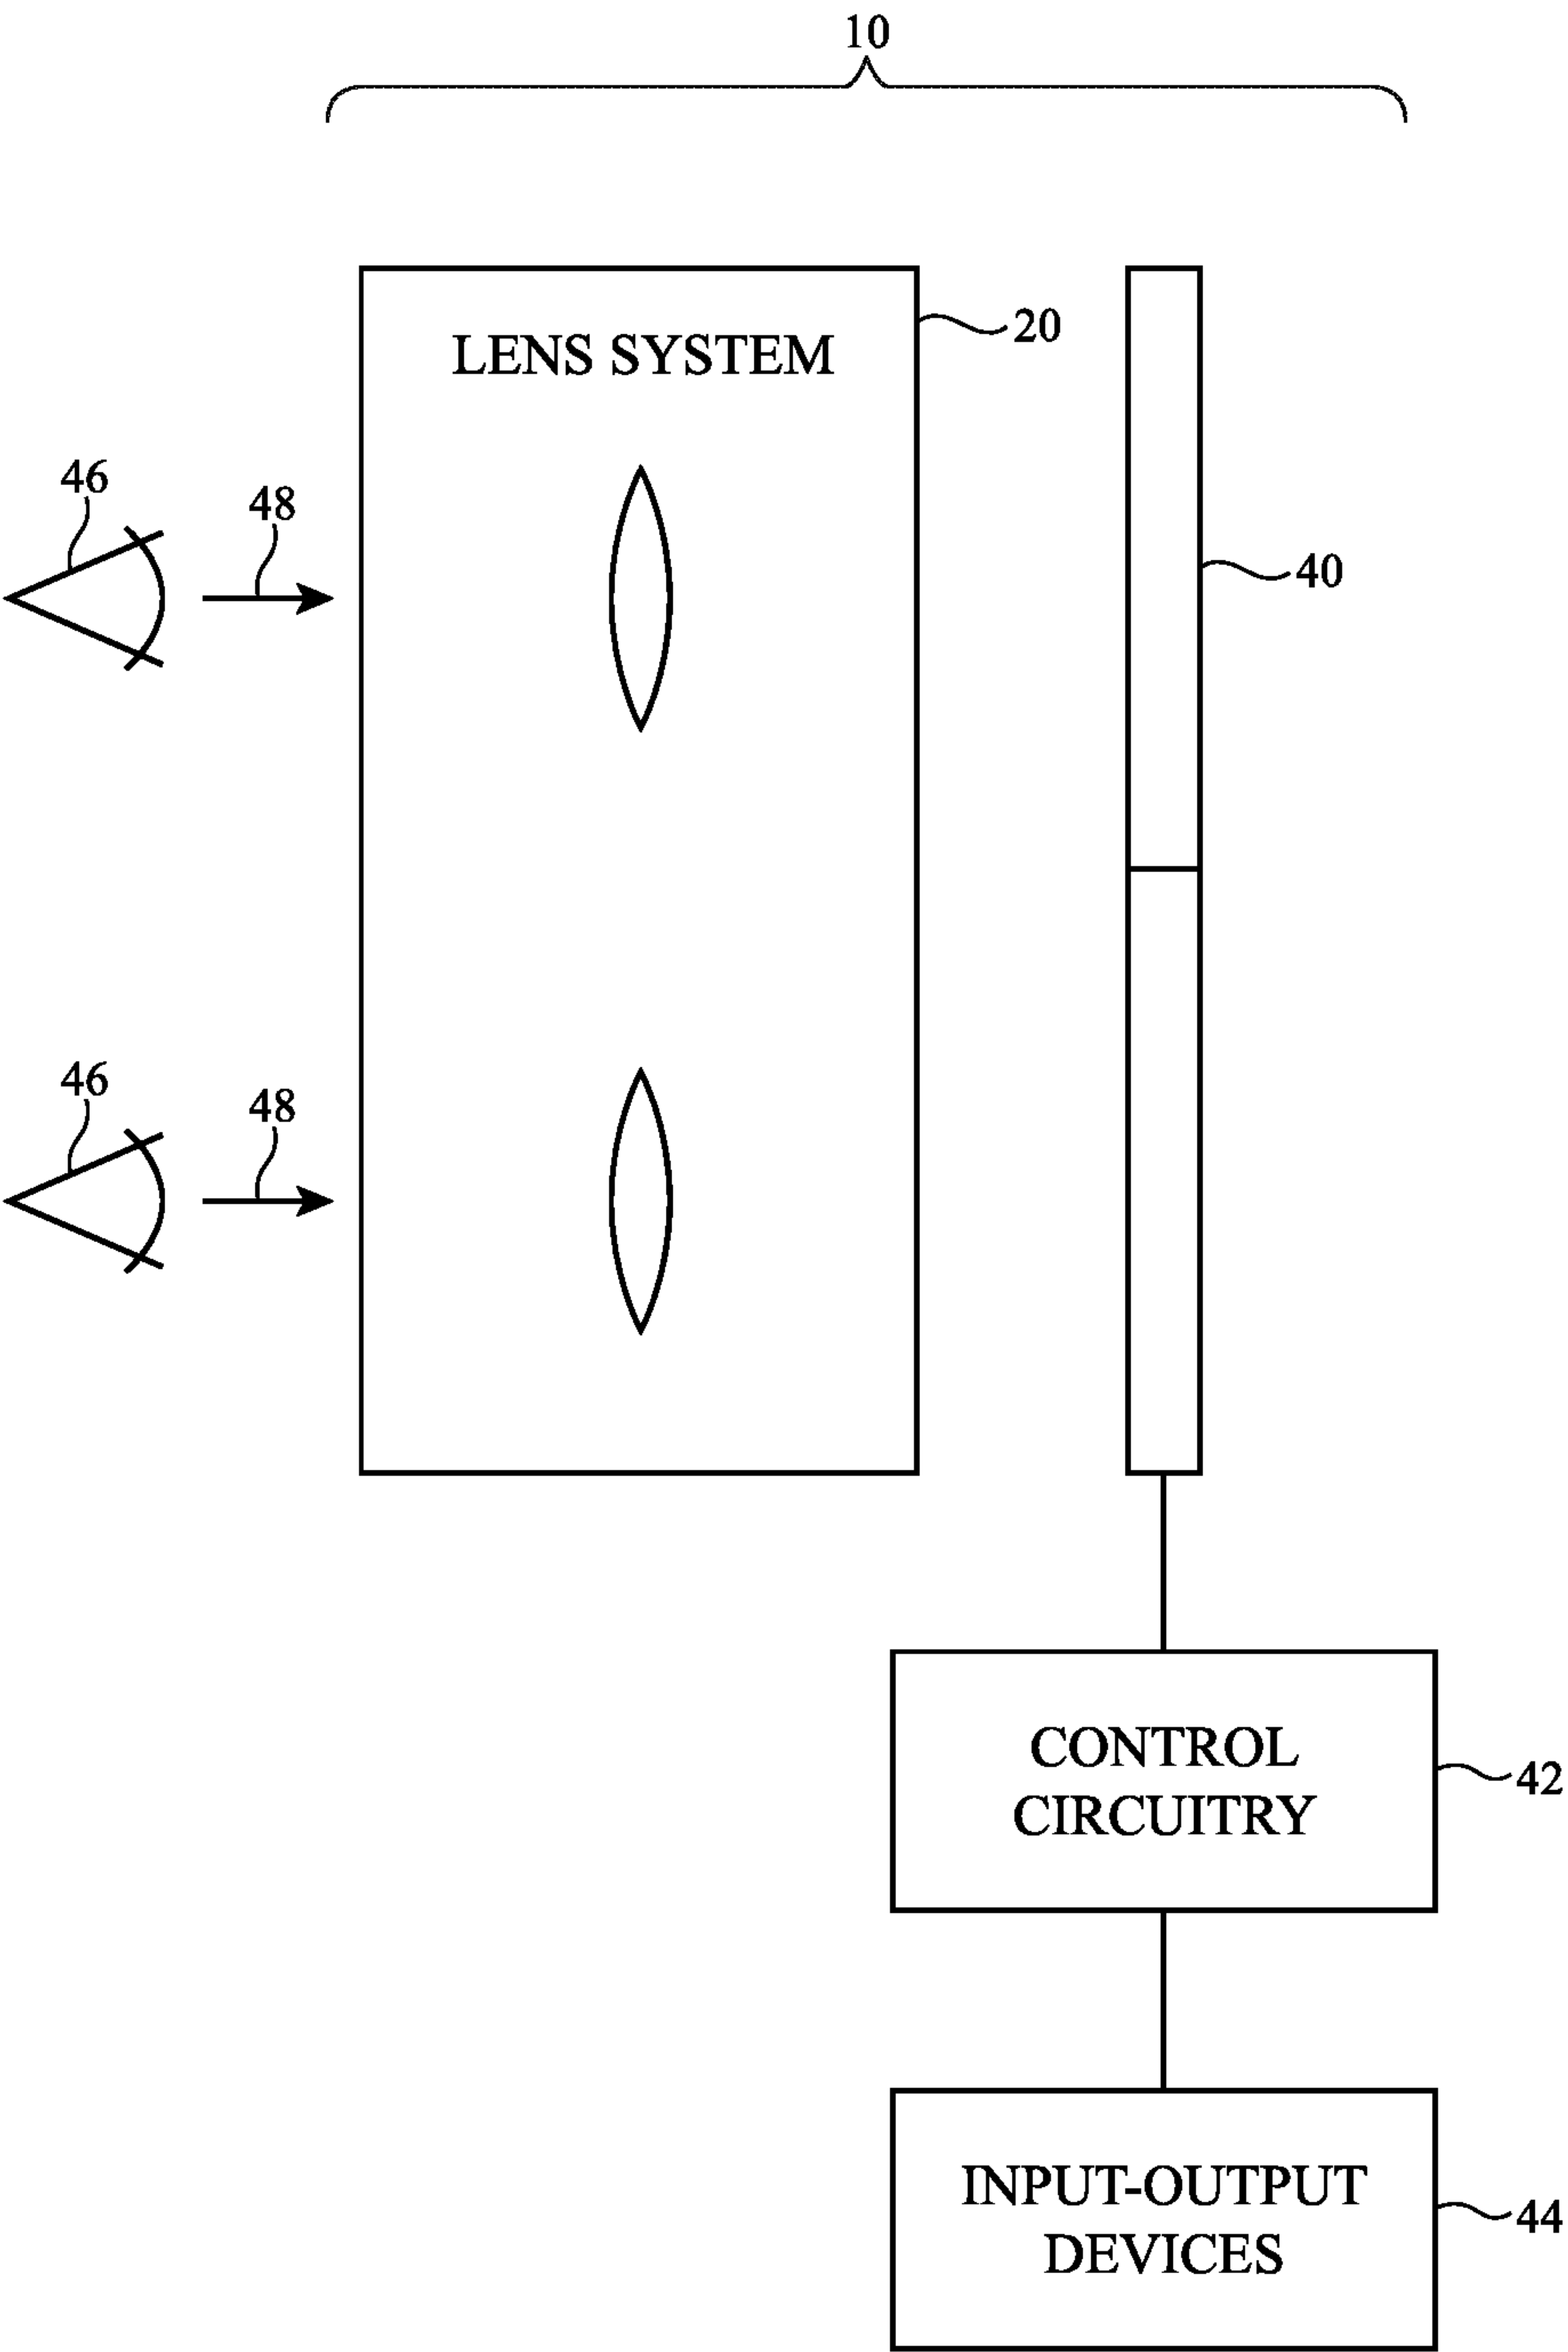 10
LENS SYSTEM
20
46
48
40
46
48
CONTROL
CIRCUITRY
42
INPUT-OUTPUT
DEVICES
44